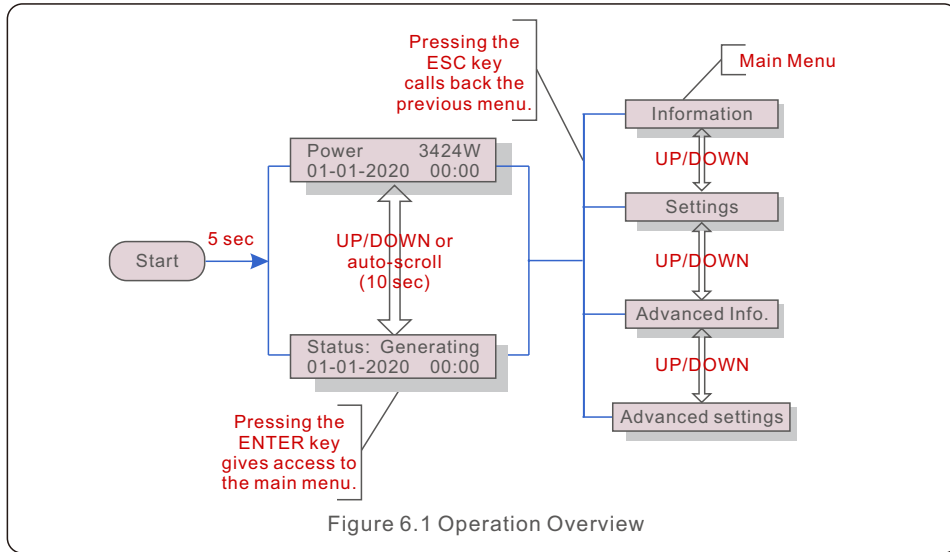 Pressing the
ESC key
calls back the
previous menu.
Main Menu
Information
UP/DOWN
Settings
UP/DOWN
Advanced Info.
UP/DOWN
Advanced settings
Start
5 sec
Power 3424W
01-01-2020 00:00
UP/DOWN or
auto-scroll
(10 sec)
Status: Generating
01-01-2020 00:00
Pressing the
ENTER key
gives access to
the main menu.
Figure 6.1 Operation Overview